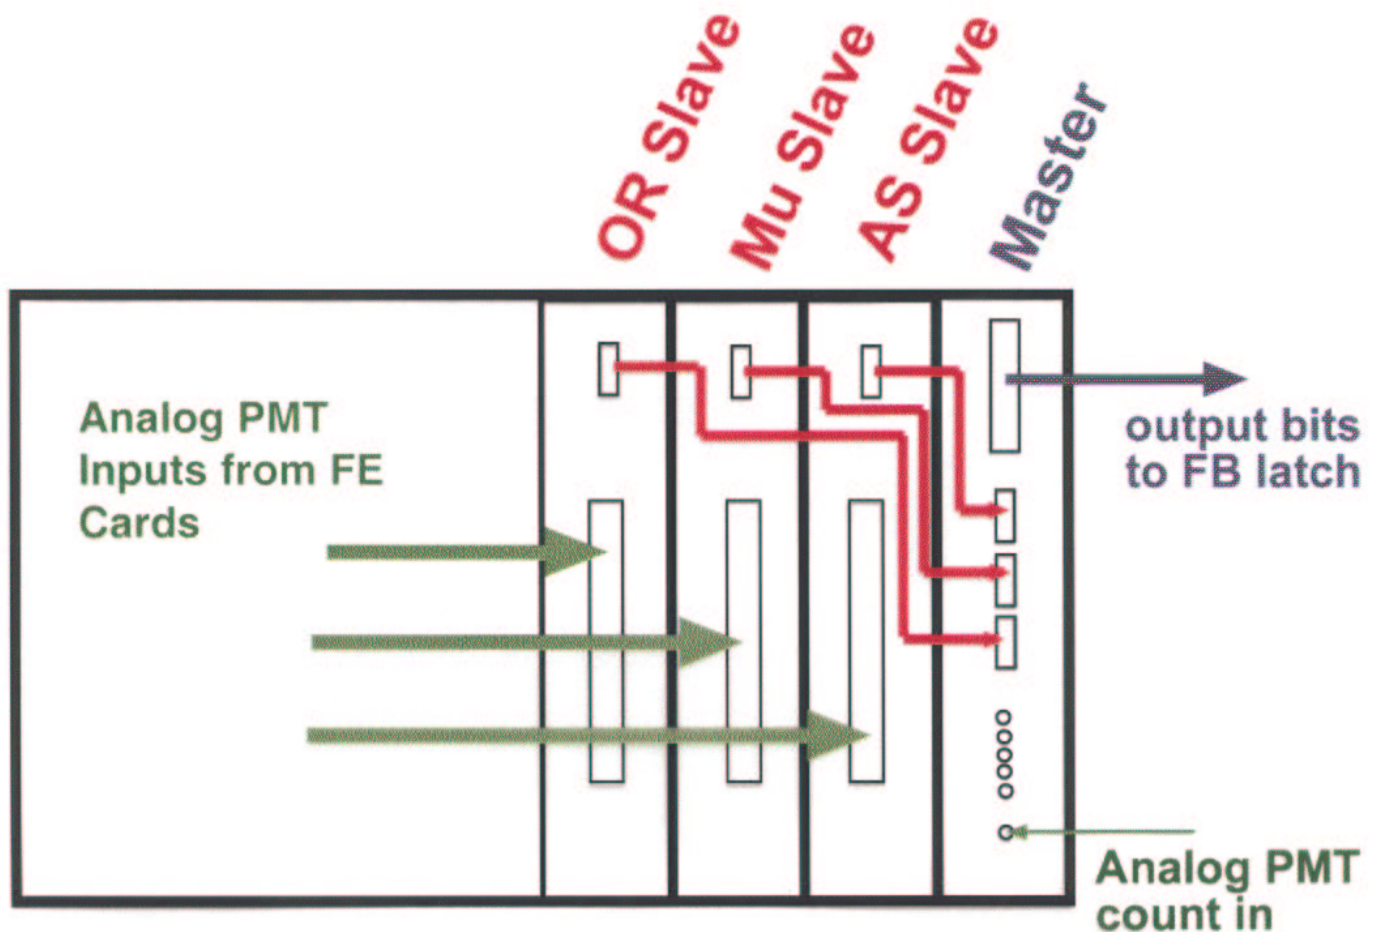 OR Slave
Mu Slave
AS Slave
Master
Analog PMT
Inputs from FE
Cards
output bits
to FB latch
Analog PMT
count in